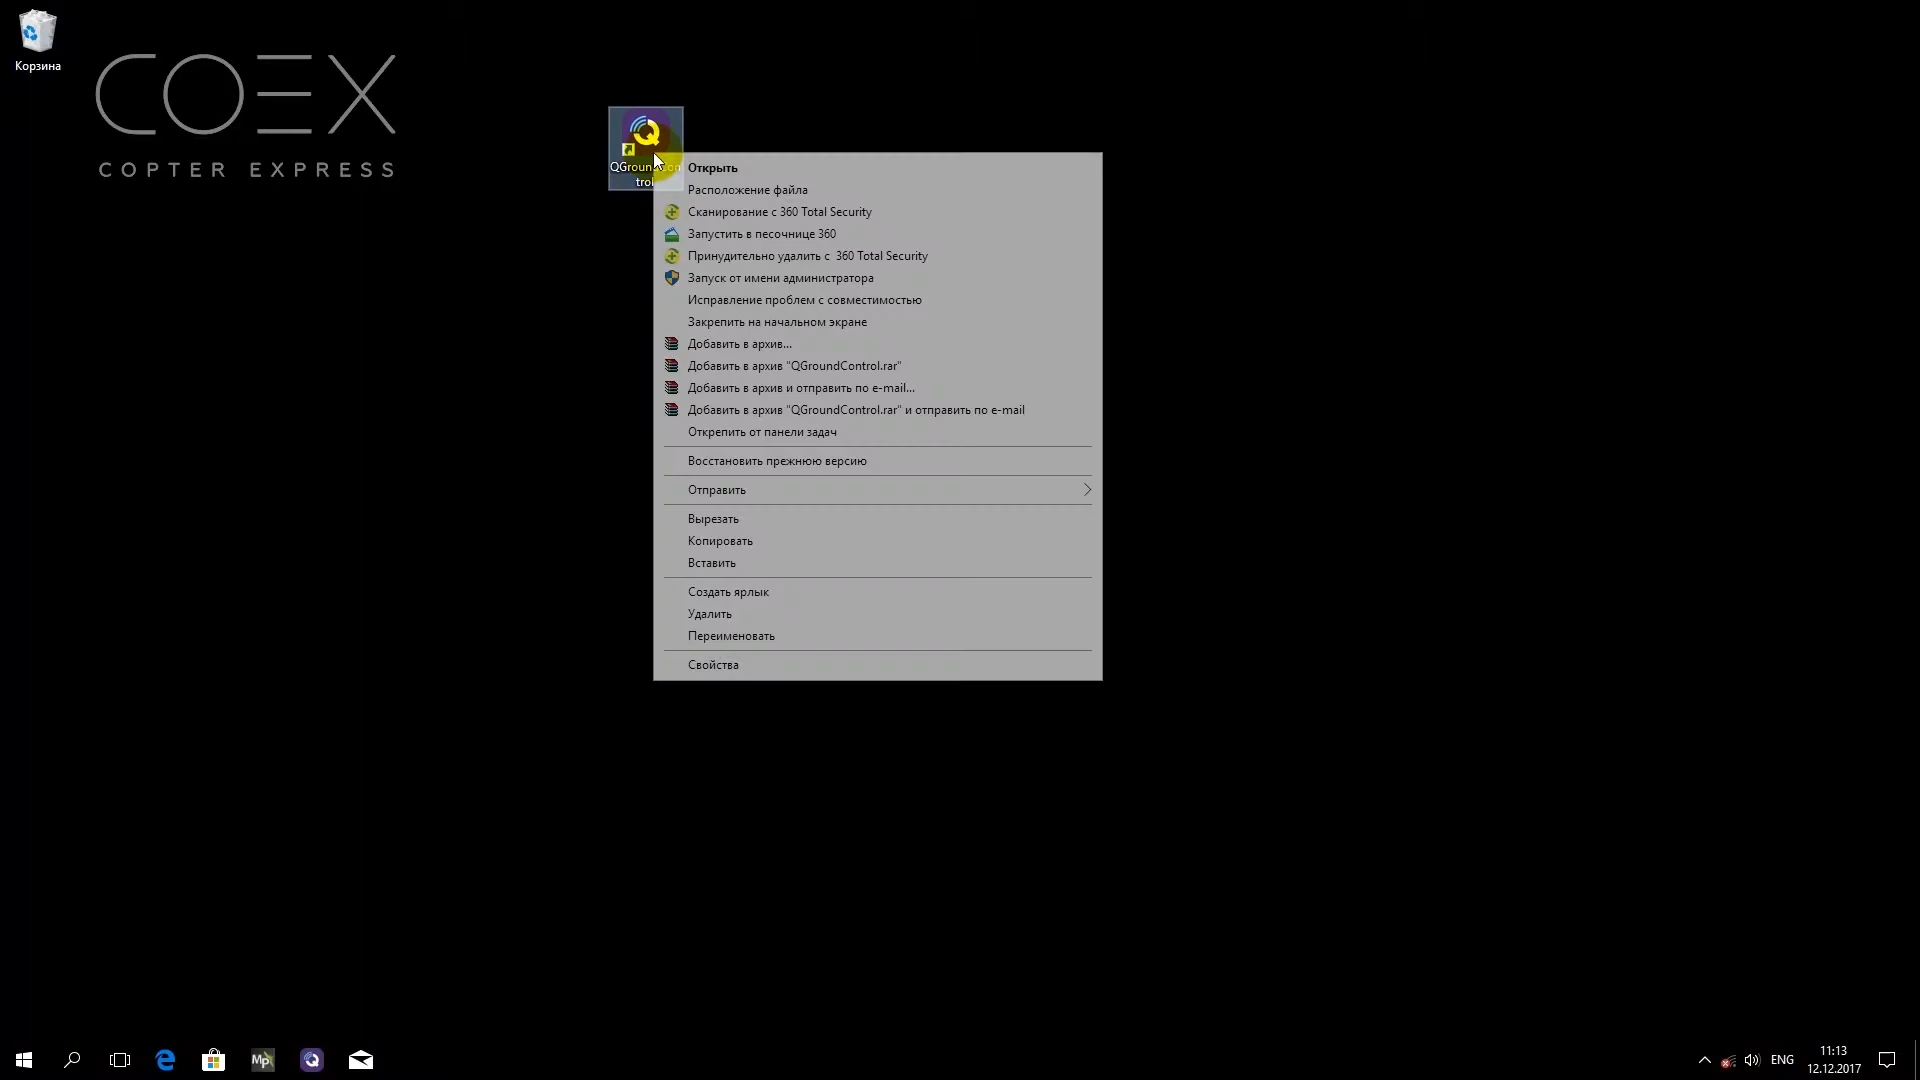 Корзина
COEX
COPTER EXPRESS
trol
Открыть
Расположение файла
Сканирование с 360 Total Security
Запустить в песочнице 360
Принудительно удалить с 360 Total Security
Запуск от имени администратора
Исправление проблем с совместимостью
Закрепить на начальном экране
Добавить в архив...
Добавить в архив "QGroundControl.rar"
Добавить в архив и отправить по e-mail...
Добавить в архив "QGroundControl.rar" и отправить по e-mail
Открепить от панели задач
Восстановить прежнюю версию
Отправить
Вырезать
Копировать
Вставить
Создать ярлык
Удалить
Переименовать
Свойства
Mp
ENG
11:13
12.12.2017